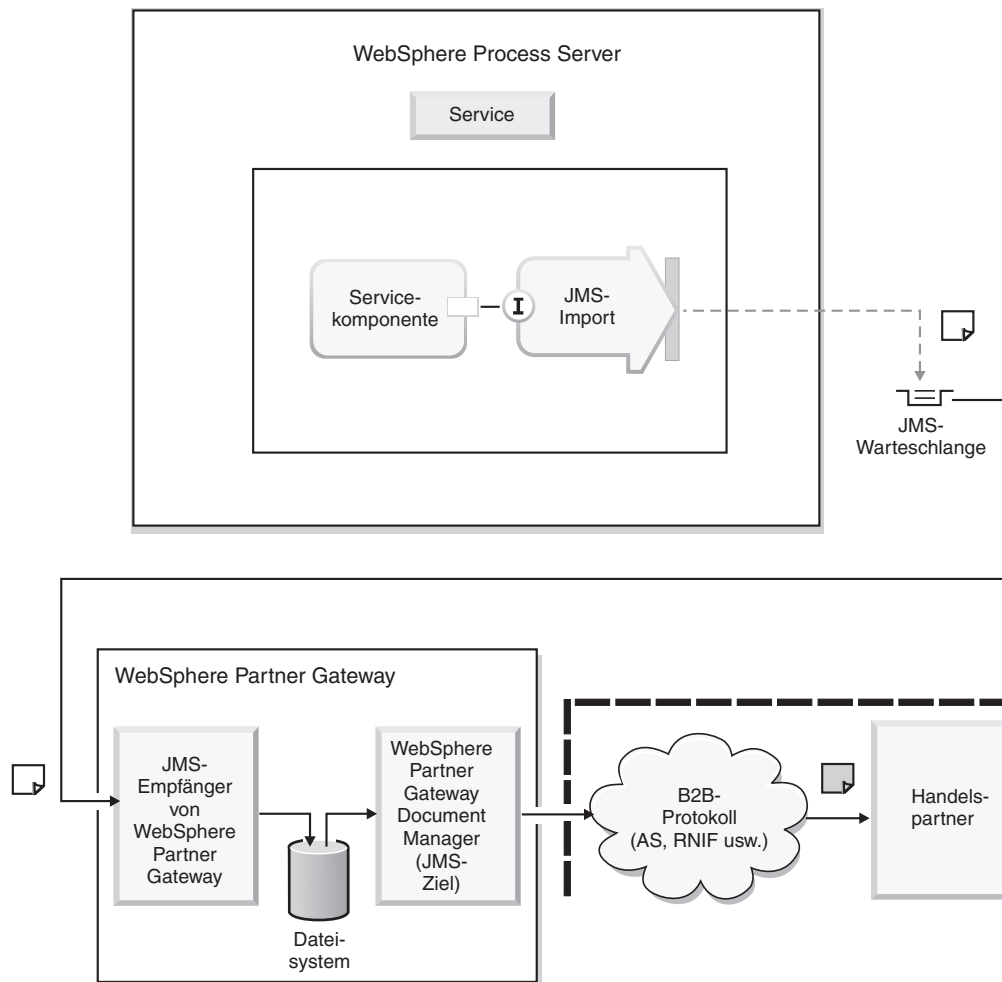 WebSphere Process Server
Service
Service-
komponente
I
JMS-
Import
JMS-
Warteschlange
WebSphere Partner Gateway
JMS-
Empfänger
von
WebSphere
Partner
Gateway
Datei-
system
WebSphere
Partner
Gateway
Document
Manager
(JMS-
Ziel)
B2B-
Protokoll
(AS, RNIF usw.)
Handels-
partner